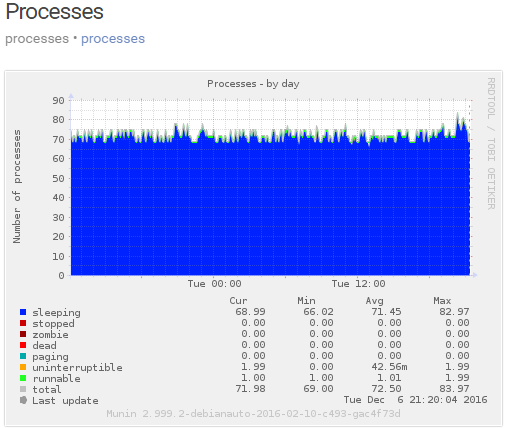 Processes
processes • processes
Processes - by day
RRDTOOL / TOBI OETIKER
Number of processes
90
80
70
60
50
40
30
20
10
0
Tue 00:00 Tue 12:00
Cur Min Avg Max
sleeping 68.99 66.02 71.45 82.97
stopped 0.00 0.00 0.00 0.00
zombie 0.00 0.00 0.00 0.00
dead 0.00 0.00 0.00 0.00
paging 0.00 0.00 0.00 0.00
uninterruptible 1.99 0.00 42.56m 1.99
runnable 1.00 1.00 1.01 1.99
total 71.98 69.00 72.50 83.97
Last update Tue Dec 6 21:20:04 2016
Munin 2.999.2-debianauto-2016-02-10-c493-gac4f73d